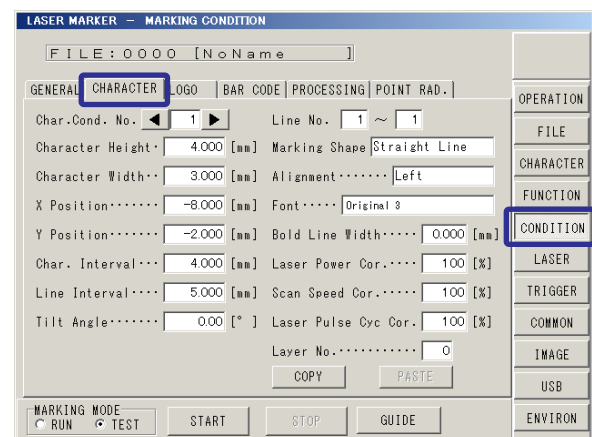 LASER MARKER - MARKING CONDITION
FILE:0000 [NoName ]
GENERAL CHARACTER LOGO BAR CODE PROCESSING POINT RAD.
Char.Cond. No. ◀ 1 ▶ Line No. 1 ~ 1
Character Height· 4.000 [mm] Marking Shape Straight Line
Character Width·· 3.000 [mm] Alignment······· Left
X Position······· -8.000 [mm] Font····· Original 3
Y Position······· -2.000 [mm] Bold Line Width····· 0.000 [mm]
Char. Interval··· 4.000 [mm] Laser Power Cor.···· 100 [%]
Line Interval···· 5.000 [mm] Scan Speed Cor.····· 100 [%]
Tilt Angle······· 0.00 [° ] Laser Pulse Cyc Cor. 100 [%]
Layer No.··········· 0
COPY PASTE
MARKING MODE
RUN TEST START STOP GUIDE
OPERATION
FILE
CHARACTER
FUNCTION
CONDITION
LASER
TRIGGER
COMMON
IMAGE
USB
ENVIRON